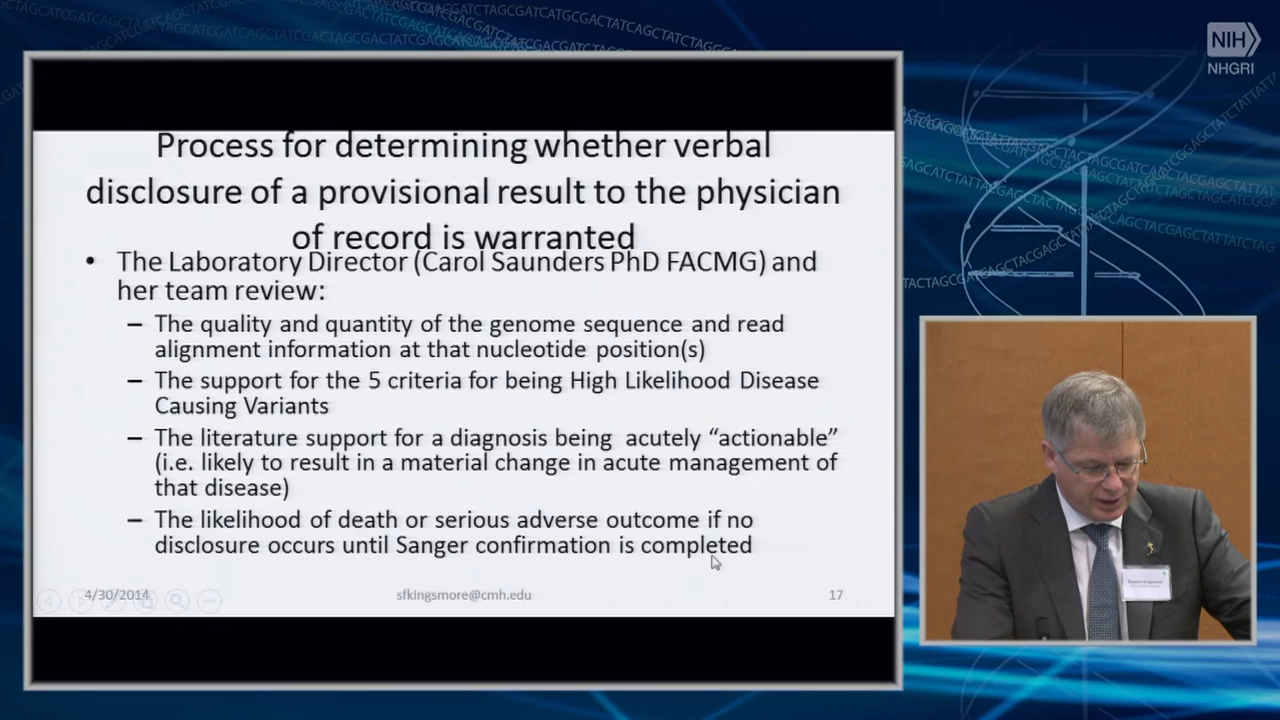 NIH
NHGRI
Process for determining whether verbal
disclosure of a provisional result to the physician
of record is warranted
• The Laboratory Director (Carol Saunders PhD FACMG) and
her team review:
– The quality and quantity of the genome sequence and read
alignment information at that nucleotide position(s)
– The support for the 5 criteria for being High Likelihood Disease
Causing Variants
– The literature support for a diagnosis being acutely “actionable”
(i.e. likely to result in a material change in acute management of
that disease)
– The likelihood of death or serious adverse outcome if no
disclosure occurs until Sanger confirmation is completed
4/30/2014
sfkingsmore@cmh.edu
17